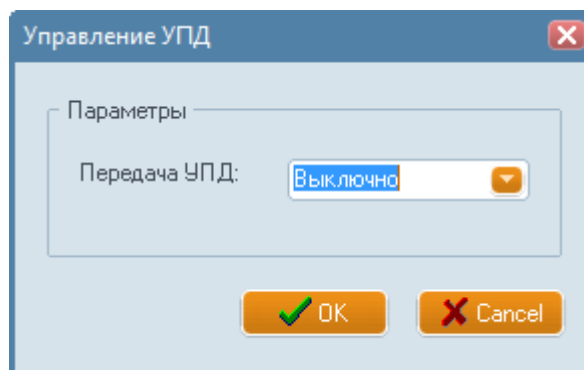 Управление УПД
Параметры
Передача УПД: Выключно
OK Cancel